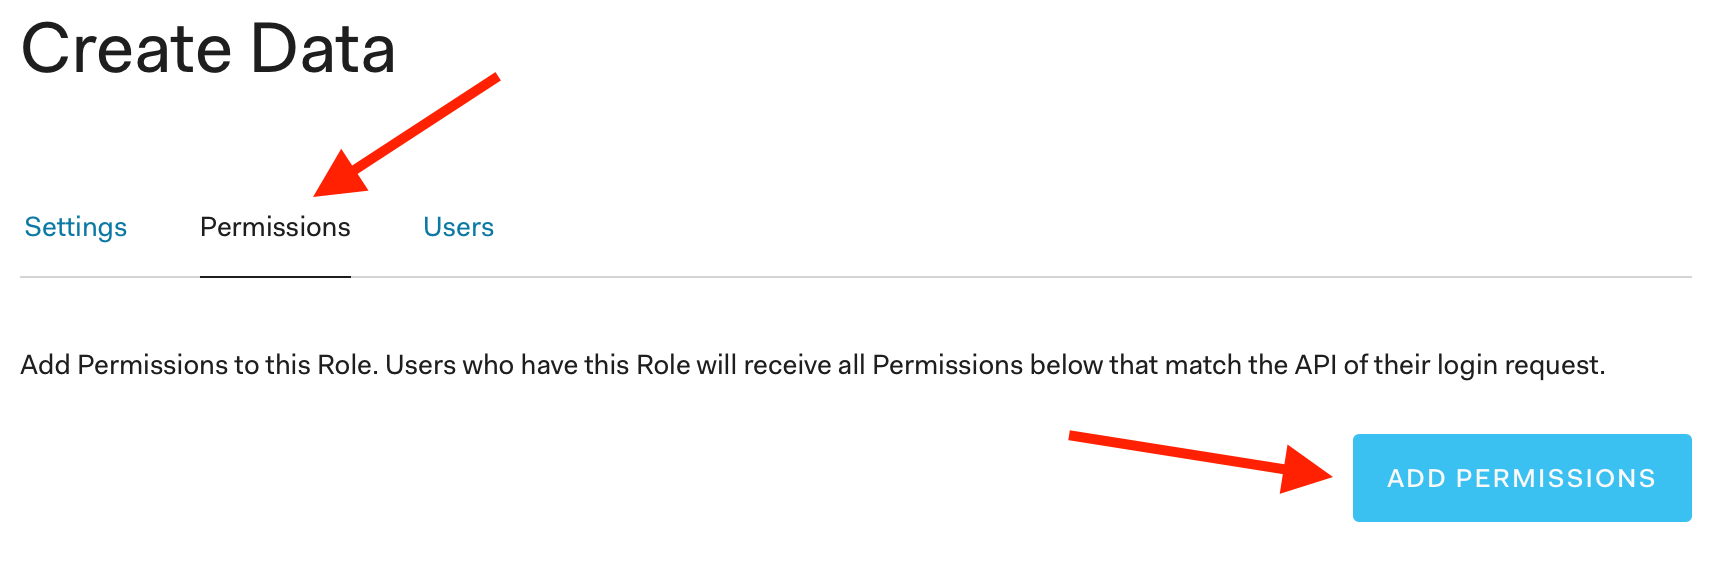 Create Data
Settings Permissions Users
Add Permissions to this Role. Users who have this Role will receive all Permissions below that match the API of their login request.
ADD PERMISSIONS